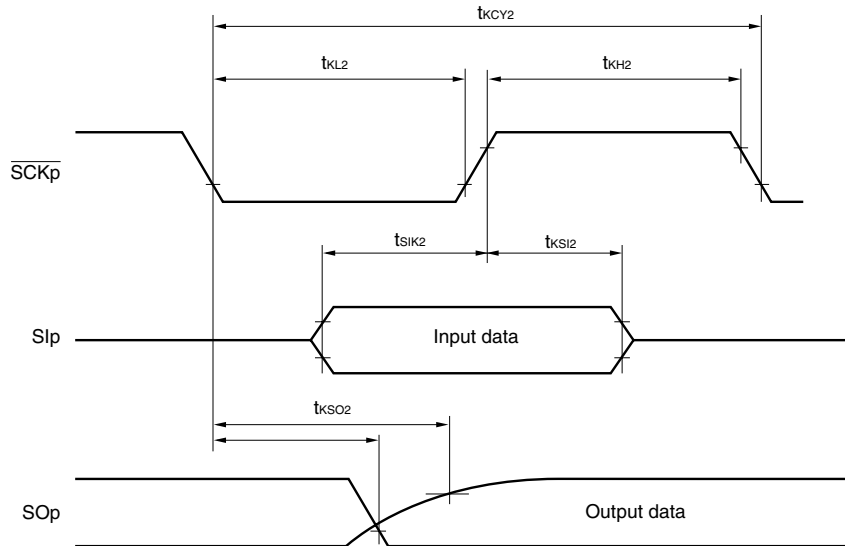 tKCY2
tKL2
tKH2
SCKp
tSIK2
tKSI2
SIp
Input data
tKSO2
SOp
Output data